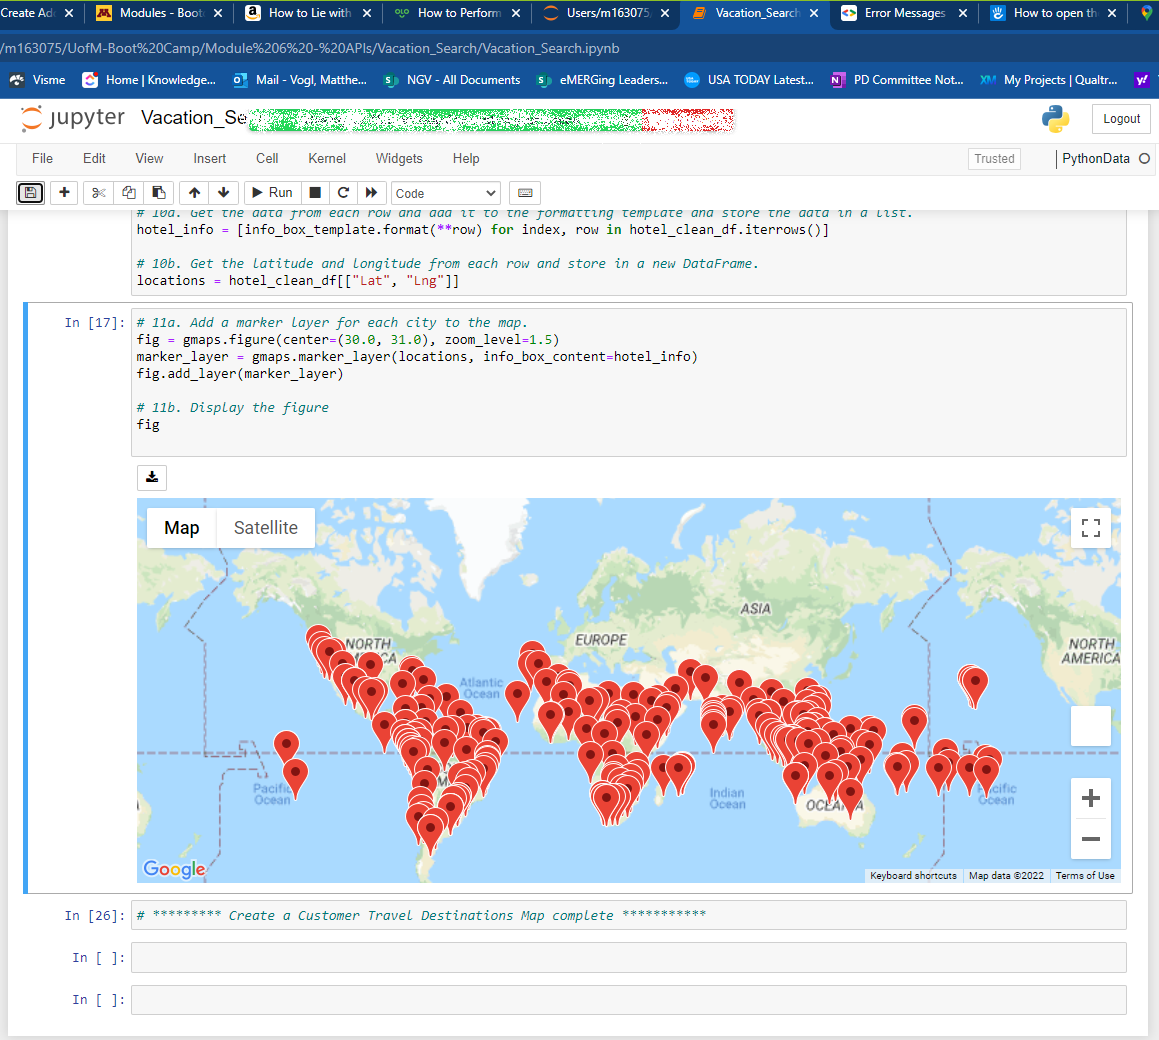 Create Ad
Modules - Boot
How to Lie with
How to Perform
Users/m163075
Vacation_Search
Error Messages
How to open th
/m163075/UofM-Boot%20Camp/Module%206%20-%20APIs/Vacation_Search/Vacation_Search.ipynb
Visme
Home | Knowledge...
Mail - Vogl, Matthe...
NGV - All Documents
eMERGing Leaders...
USA TODAY Latest...
PD Committee Not...
My Projects | Qualtr...
jupyter
Vacation_Se
Logout
File
Edit
View
Insert
Cell
Kernel
Widgets
Help
Trusted
PythonData
Run
Code
# 10a. Get the data from each row and add it to the formatting template and store the data in a list.
hotel_info = [info_box_template.format(**row) for index, row in hotel_clean_df.iterrows()]
# 10b. Get the latitude and longitude from each row and store in a new DataFrame.
locations = hotel_clean_df[["Lat", "Lng"]]
In [17]:
# 11a. Add a marker layer for each city to the map.
fig = gmaps.figure(center=(30.0, 31.0), zoom_level=1.5)
marker_layer = gmaps.marker_layer(locations, info_box_content=hotel_info)
fig.add_layer(marker_layer)
# 11b. Display the figure
fig
Map
Satellite
ASIA
EUROPE
NORTH
NORTH
AMERICA
Atlantic
Ocean
Pacific
Ocean
Indian
Ocean
Ocean
Google
Keyboard shortcuts
Map data ©2022
Terms of Use
In [26]:
# ********* Create a Customer Travel Destinations Map complete ***********
In [ ]:
In [ ]: